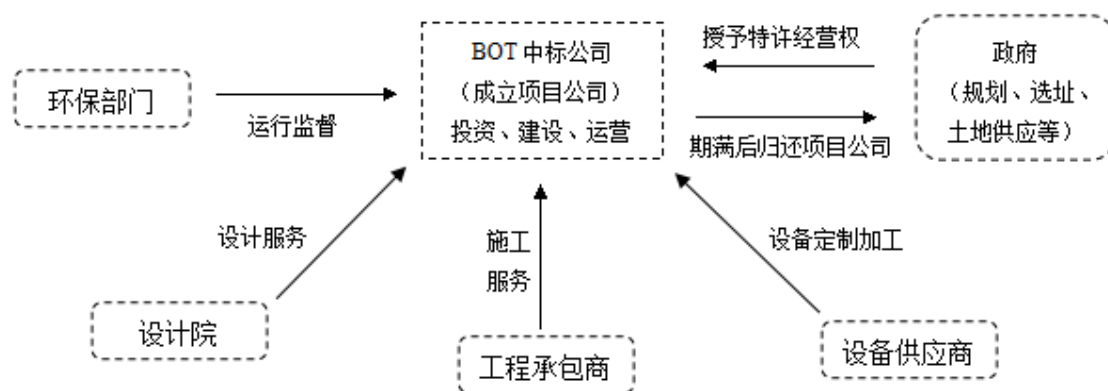 BOT 中标公司
（成立项目公司）
投资、建设、运营
授予特许经营权
期满后归还项目公司
政府
（规划、选址、
土地供应等）
环保部门
运行监督
设计服务
施工
服务
设备定制加工
设计院
工程承包商
设备供应商